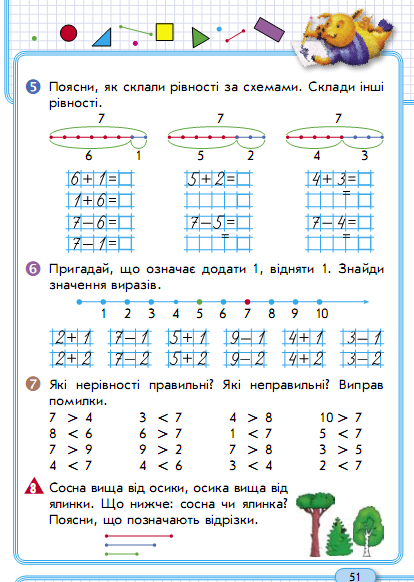 5 Поясни, як склали рівності за схемами. Склади інші
рівності.
7 7 7
6 1 5 2 4 3
6+1= 5+2= 4+3=
1+6= =
7-6= 7-5= 7-4=
7-1= = =
6 Пригадай, що означає додати 1, відняти 1. Знайди
значення виразів.
1 2 3 4 5 6 7 8 9 10
2+1 7-1 5+1 9-1 4+1 3-1
2+2 7-2 5+2 9-2 4+2 3-2
7 Які нерівності правильні? Які неправильні? Виправ
помилки.
7 > 4 3 < 7 4 > 8 10 > 7
8 < 6 6 > 7 1 < 7 5 < 7
7 > 9 9 > 2 7 > 8 3 > 5
4 < 7 4 < 6 3 < 4 2 < 7
8 Сосна вища від осики, осика вища від
ялинки. Що нижче: сосна чи ялинка?
Поясни, що позначають відрізки.
51